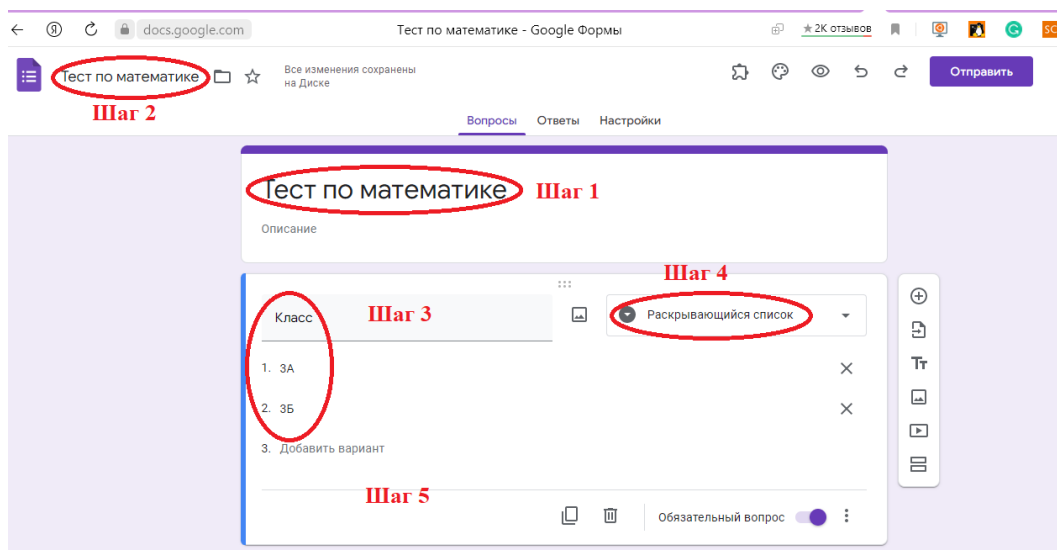 docs.google.com Тест по математике - Google Формы ★2K отзывов SC
Тест по математике Все изменения сохранены
на Диске Отправить
Шаг 2
Вопросы Ответы Настройки
Тест по математике Шаг 1
Описание
Шаг 4
Класс Шаг 3 Раскрывающийся список
1. 3А
2. 3Б
3. Добавить вариант
Шаг 5
Обязательный вопрос